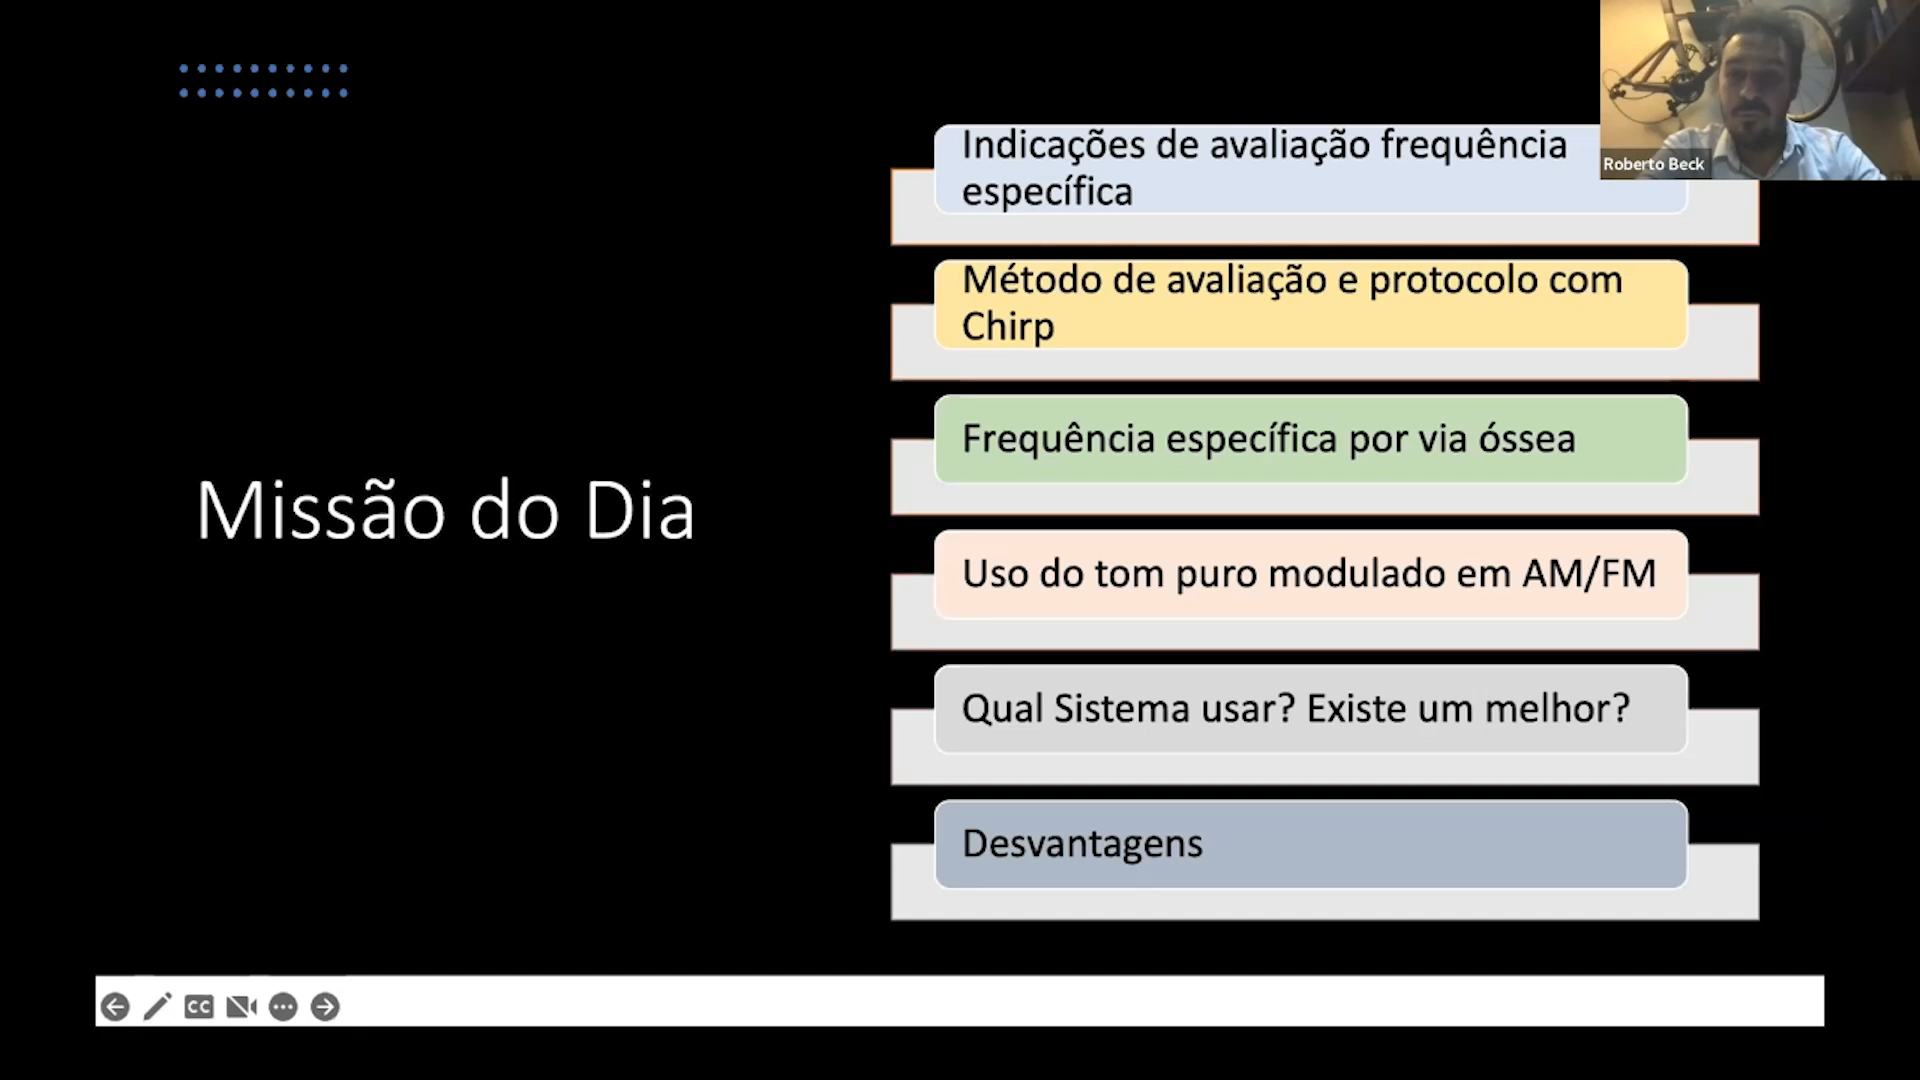 Roberto Beck
Indicações de avaliação frequência
específica
Método de avaliação e protocolo com
Chirp
Frequência específica por via óssea
Missão do Dia
Uso do tom puro modulado em AM/FM
Qual Sistema usar? Existe um melhor?
Desvantagens
CC